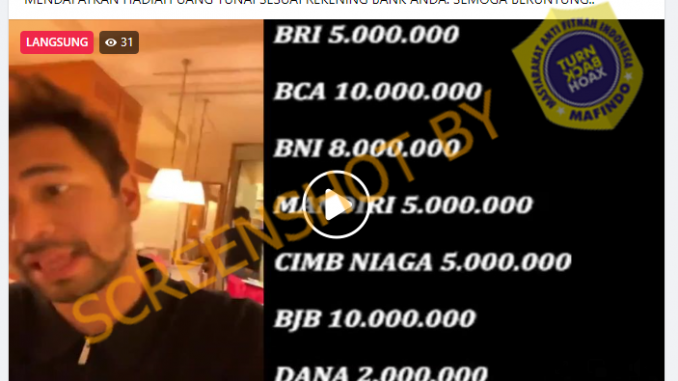 MENDAPATKAN HADIAH UANG TUNAI SESUAI REKENING BANK ANDA. SEMOGA BERUNTUNG..
LANGSUNG 31
BRI 5.000.000
BCA 10.000.000
BNI 8.000.000
MANDIRI 5.000.000
CIMB NIAGA 5.000.000
BJB 10.000.000
DANA 2.000.000
SCREENSHOT BY
MASYARAKAT ANTI FITNAH INDONESIA
TURN
BACK
HOAX
MAFINDO